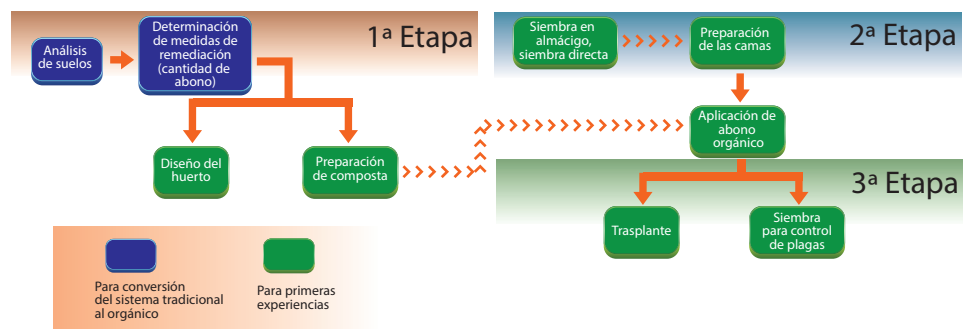 1ª Etapa
Análisis
de suelos
Determinación
de medidas de
remediación
(cantidad de
abono)
Diseño del
huerto
Preparación
de composta
2ª Etapa
Siembra en
almácigo,
siembra directa
Preparación
de las camas
Aplicación de
abono
orgánico
3ª Etapa
Trasplante
Siembra
para control
de plagas
Para conversión
del sistema tradicional
al orgánico
Para primeras
experiencias